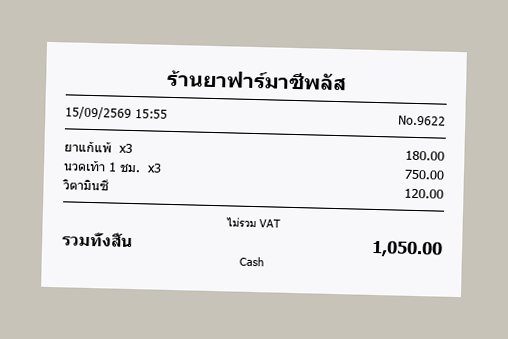 ร้านยาฟาร์มาซีพลัส
15/09/2569 15:55 No.9622
ยาแก้แพ้ x3 180.00
นวดเท้า 1 ชม. x3 750.00
วิตามินซี 120.00
ไม่รวม VAT
รวมทั้งสิ้น 1,050.00
Cash